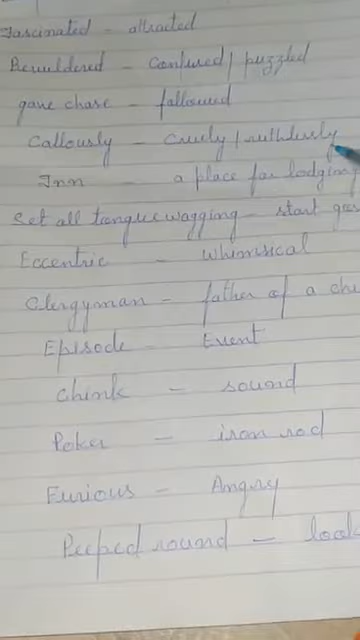 Fascinated - attracted
Bewildered - Confused / puzzled
gave chase - followed
Callously - Cruely / ruthlessly
Inn - a place for lodging
Set all tongues wagging - start
Eccentric - whimsical
Clergyman - father of a
Episode - Event
Chink - sound
Poker - iron rod
Furious - Angry
Peeped round - look